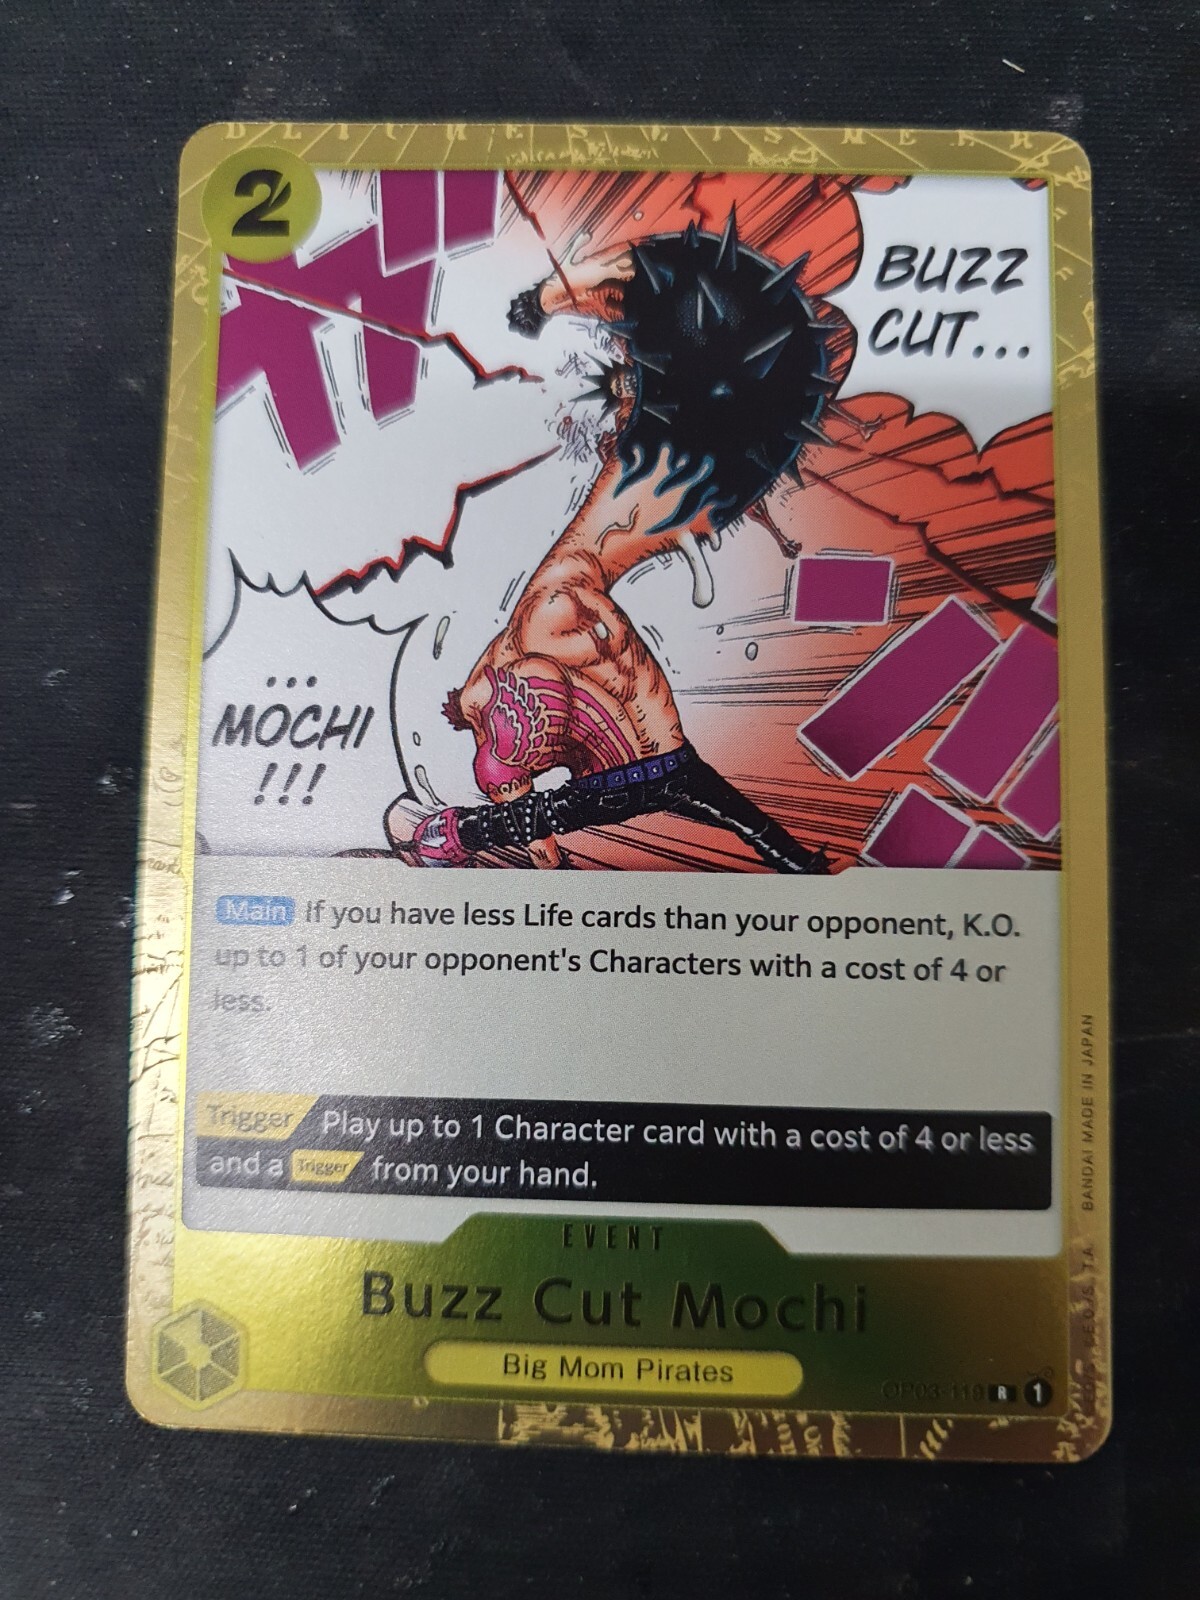 2
BUZZ
CUT...
...
MOCHI
!!!
Main If you have less Life cards than your opponent, K.O.
up to 1 of your opponent's Characters with a cost of 4 or
less.
Trigger Play up to 1 Character card with a cost of 4 or less
and a Trigger from your hand.
EVENT
Buzz Cut Mochi
Big Mom Pirates
R 1
BANDAI MADE IN JAPAN